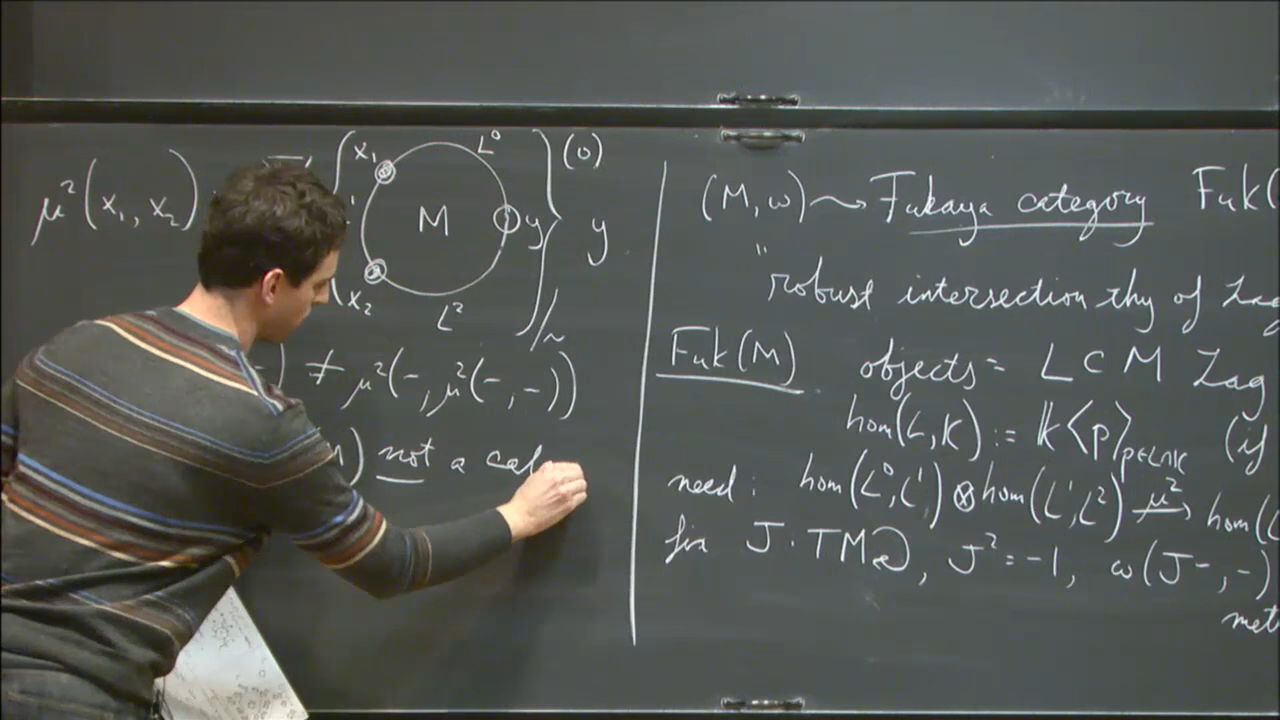 μ²(x₁, x₂)
x₁ L⁰ (0)
M y y
x₂ L² /~
) ≠ μ²(-, μ²(-, -))
) not a cat
(M, ω) ⤳ Fukaya category Fuk(
"robust intersection thy of Lag
Fuk(M) objects = L ⊂ M Lag
hom(L, K) := 𝕜⟨p⟩_{p∈L∩K} (if
need: hom(L⁰, L¹) ⊗ hom(L¹, L²) →^{μ²} hom(L
fix J : TM↻, J² = -1, ω(J-, -)
met